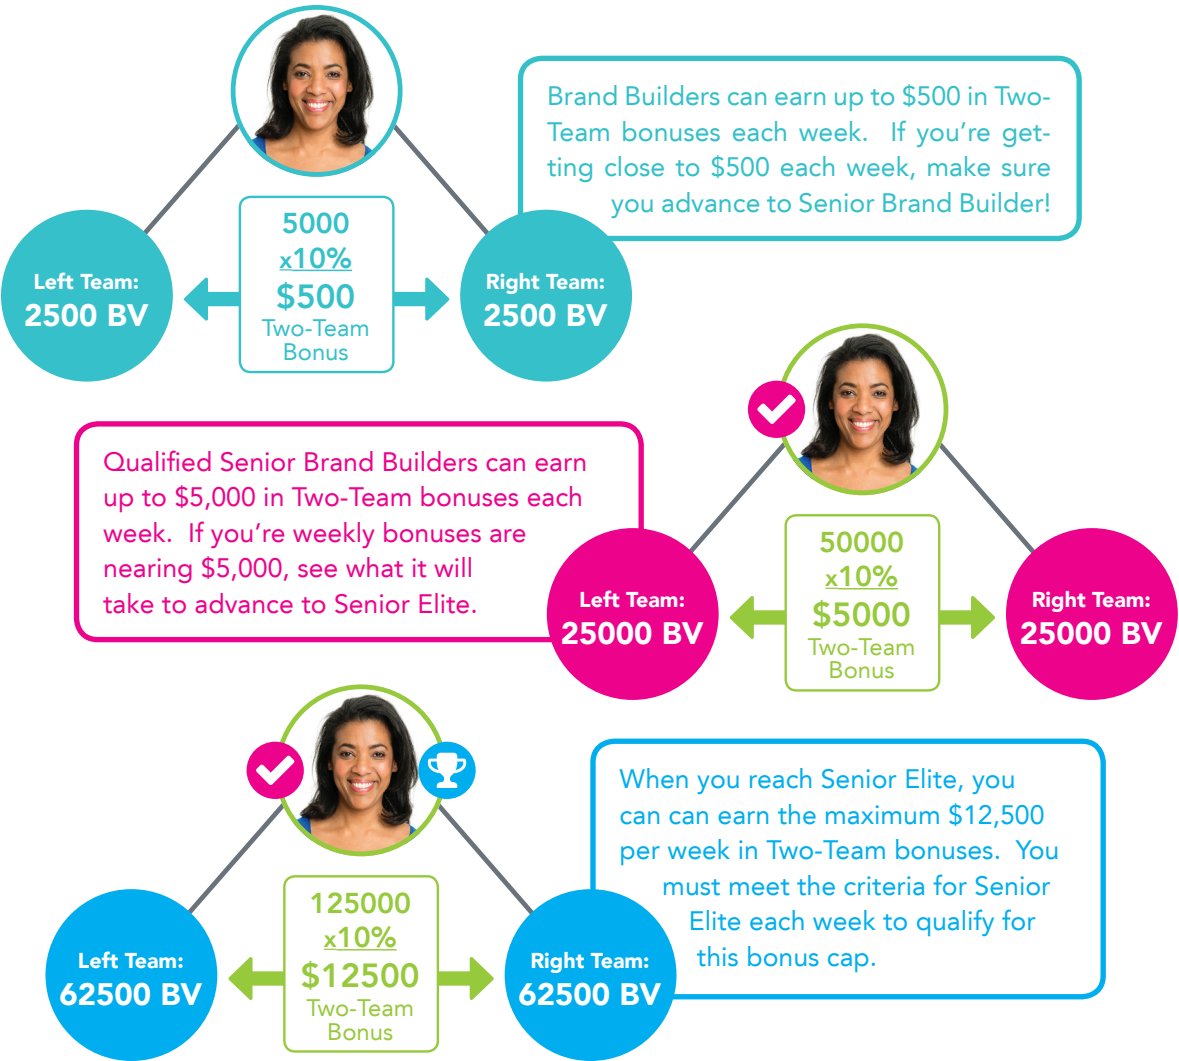 Brand Builders can earn up to $500 in Two-
Team bonuses each week. If you’re get-
ting close to $500 each week, make sure
you advance to Senior Brand Builder!
5000
x10%
$500
Two-Team
Bonus
Left Team:
2500 BV
Right Team:
2500 BV
Qualified Senior Brand Builders can earn
up to $5,000 in Two-Team bonuses each
week. If you’re weekly bonuses are
nearing $5,000, see what it will
take to advance to Senior Elite.
50000
x10%
$5000
Two-Team
Bonus
Left Team:
25000 BV
Right Team:
25000 BV
When you reach Senior Elite, you
can can earn the maximum $12,500
per week in Two-Team bonuses. You
must meet the criteria for Senior
Elite each week to qualify for
this bonus cap.
125000
x10%
$12500
Two-Team
Bonus
Left Team:
62500 BV
Right Team:
62500 BV